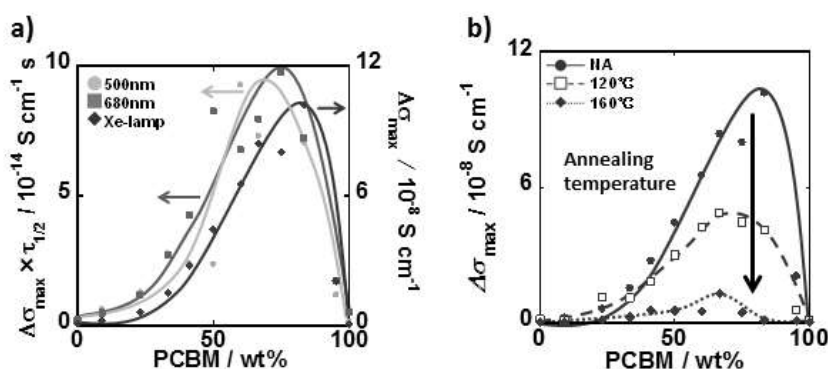 a)
Δσmax × τ1/2 / 10-14 S cm-1 s
10
5
0
500nm
680nm
Xe-lamp
12
6
0
Δσmax / 10-8 S cm-1
0 50 100
PCBM / wt%
b)
Δσmax / 10-8 S cm-1
12
6
0
NA
120℃
160℃
Annealing
temperature
0 50 100
PCBM / wt%